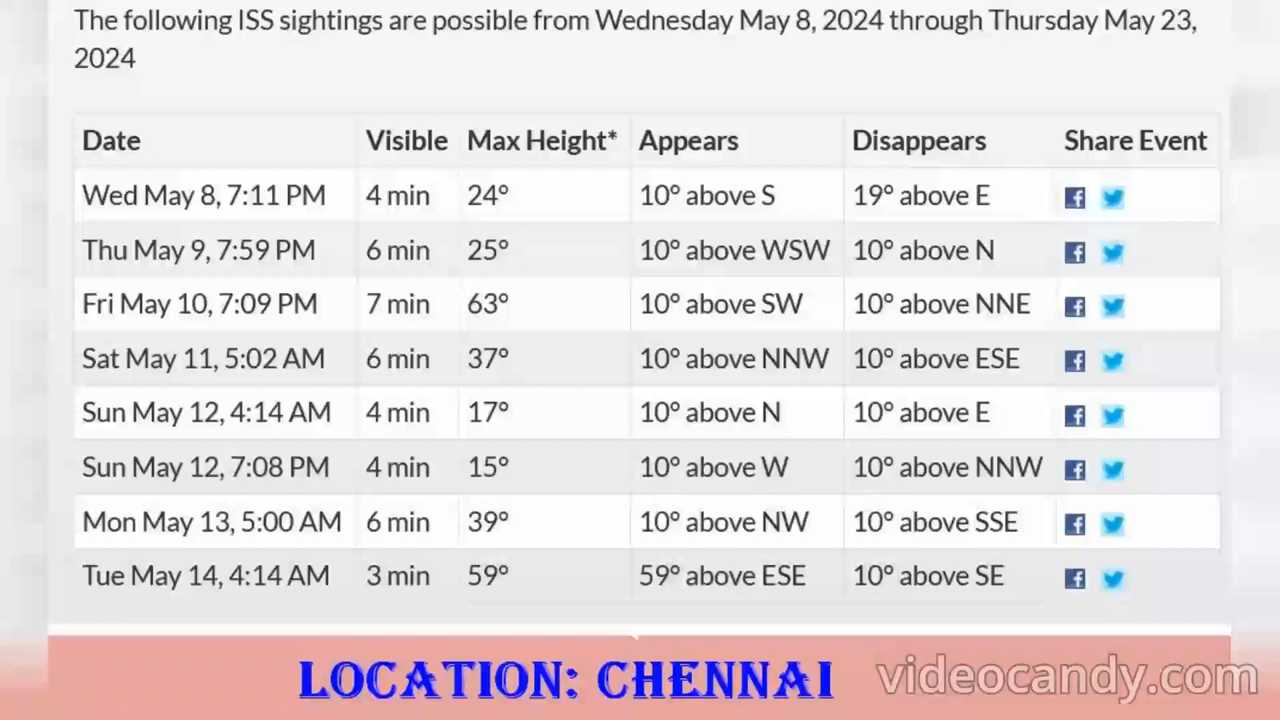 The following ISS sightings are possible from Wednesday May 8, 2024 through Thursday May 23,
2024
Date Visible Max Height* Appears Disappears Share Event
Wed May 8, 7:11 PM 4 min 24° 10° above S 19° above E
Thu May 9, 7:59 PM 6 min 25° 10° above WSW 10° above N
Fri May 10, 7:09 PM 7 min 63° 10° above SW 10° above NNE
Sat May 11, 5:02 AM 6 min 37° 10° above NNW 10° above ESE
Sun May 12, 4:14 AM 4 min 17° 10° above N 10° above E
Sun May 12, 7:08 PM 4 min 15° 10° above W 10° above NNW
Mon May 13, 5:00 AM 6 min 39° 10° above NW 10° above SSE
Tue May 14, 4:14 AM 3 min 59° 59° above ESE 10° above SE
LOCATION: CHENNAI
videocandy.com